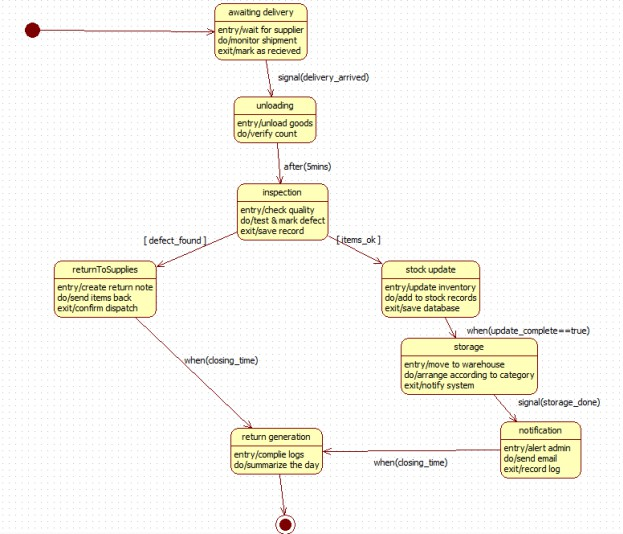 awaiting delivery
entry/wait for supplier
do/monitor shipment
exit/mark as recieved
signal(delivery_arrived)
unloading
entry/unload goods
do/verify count
after(5mins)
inspection
entry/check quality
do/test & mark defect
exit/save record
[ defect_found ]
[ items_ok ]
returnToSupplies
entry/create return note
do/send items back
exit/confirm dispatch
stock update
entry/update inventory
do/add to stock records
exit/save database
when(update_complete==true)
storage
entry/move to warehouse
do/arrange according to category
exit/notify system
when(closing_time)
signal(storage_done)
notification
entry/alert admin
do/send email
exit/record log
return generation
entry/complie logs
do/summarize the day
when(closing_time)